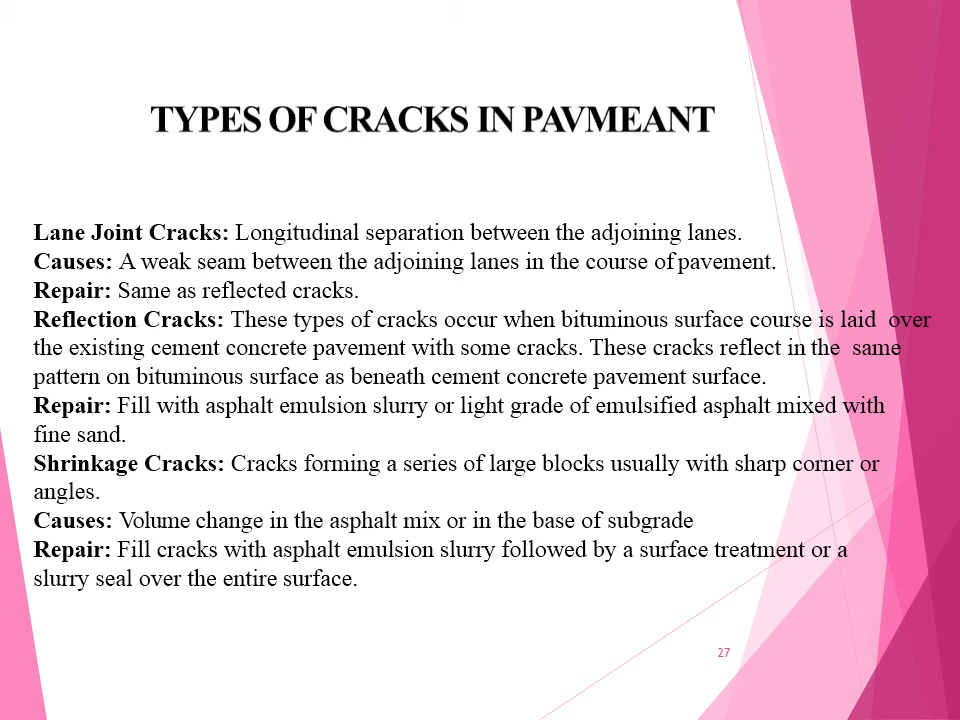 TYPES OF CRACKS IN PAVMEANT
Lane Joint Cracks: Longitudinal separation between the adjoining lanes.
Causes: A weak seam between the adjoining lanes in the course of pavement.
Repair: Same as reflected cracks.
Reflection Cracks: These types of cracks occur when bituminous surface course is laid over
the existing cement concrete pavement with some cracks. These cracks reflect in the same
pattern on bituminous surface as beneath cement concrete pavement surface.
Repair: Fill with asphalt emulsion slurry or light grade of emulsified asphalt mixed with
fine sand.
Shrinkage Cracks: Cracks forming a series of large blocks usually with sharp corner or
angles.
Causes: Volume change in the asphalt mix or in the base of subgrade
Repair: Fill cracks with asphalt emulsion slurry followed by a surface treatment or a
slurry seal over the entire surface.
27